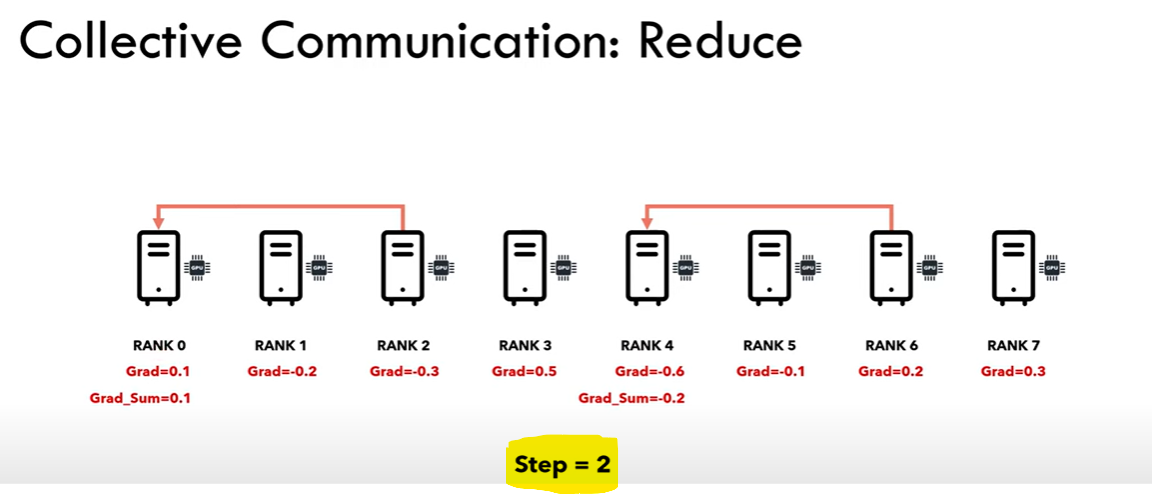 Collective Communication: Reduce
GPU GPU GPU GPU GPU GPU GPU GPU
RANK 0 RANK 1 RANK 2 RANK 3 RANK 4 RANK 5 RANK 6 RANK 7
Grad=0.1 Grad=-0.2 Grad=-0.3 Grad=0.5 Grad=-0.6 Grad=-0.1 Grad=0.2 Grad=0.3
Grad_Sum=0.1 Grad_Sum=-0.2
Step = 2